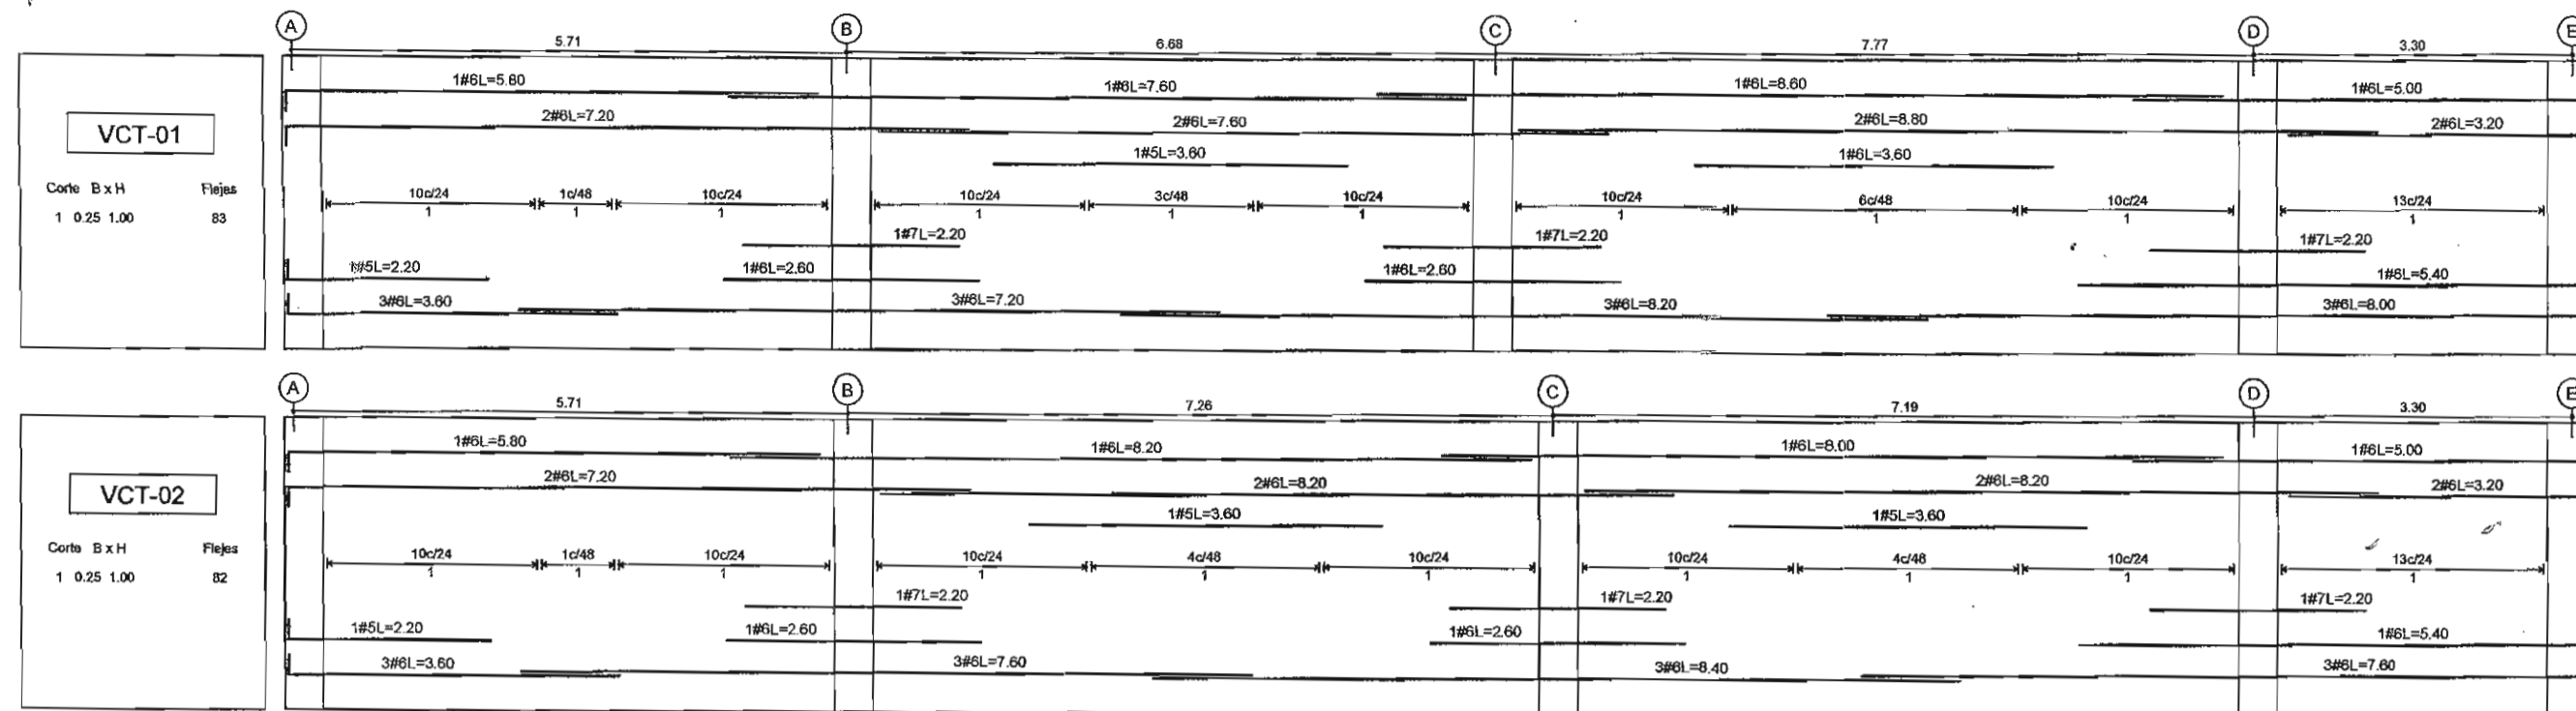 A B C D E
5.71 6.68 7.77 3.30
1#6L=5.80 1#6L=7.60 1#6L=8.60 1#6L=5.00
2#6L=7.20 2#6L=7.60 2#6L=8.80 2#6L=3.20
VCT-01
1#5L=3.60 1#6L=3.60
Corte B x H Flejes
10c/24 1c/48 10c/24 10c/24 3c/48 10c/24 10c/24 6c/48 10c/24 13c/24
1 1 1 1 1 1 1 1 1 1
1 0.25 1.00 83
1#7L=2.20 1#7L=2.20 1#7L=2.20
1#5L=2.20 1#6L=2.60 1#6L=2.60 1#6L=5.40
3#6L=3.60 3#6L=7.20 3#6L=8.20 3#6L=8.00
A B C D E
5.71 7.26 7.19 3.30
1#6L=5.80 1#6L=8.20 1#6L=8.00 1#6L=5.00
2#6L=7.20 2#6L=8.20 2#6L=8.20 2#6L=3.20
VCT-02
1#5L=3.60 1#5L=3.60
Corte B x H Flejes
10c/24 1c/48 10c/24 10c/24 4c/48 10c/24 10c/24 4c/48 10c/24 13c/24
1 1 1 1 1 1 1 1 1 1
1 0.25 1.00 82
1#7L=2.20 1#7L=2.20 1#7L=2.20
1#5L=2.20 1#6L=2.60 1#6L=2.60 1#6L=5.40
3#6L=3.60 3#6L=7.60 3#6L=8.40 3#6L=7.60